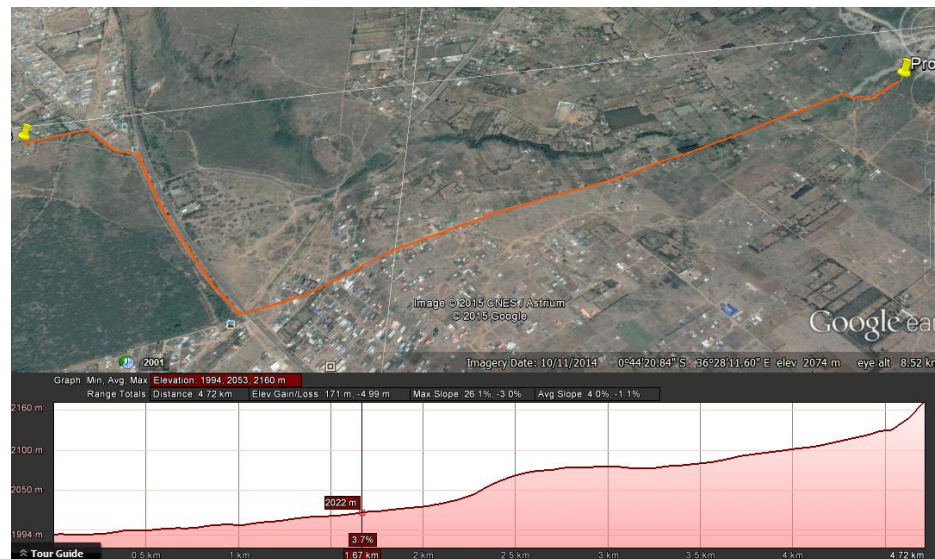 Pro
Image © 2015 CNES / Astrium
© 2015 Google
Google ea
2001
Imagery Date: 10/11/2014 0°44'20.84" S 36°28'11.60" E elev 2074 m eye alt 8.52 k
Graph: Min, Avg, Max Elevation: 1994, 2053, 2160 m
Range Totals: Distance: 4.72 km Elev Gain/Loss: 171 m, -4.99 m Max Slope: 26.1%, -3.0% Avg Slope: 4.0%, -1.1%
2160 m
2100 m
2050 m
2022 m
1994 m
3.7%
Tour Guide 0.5 km 1 km 1.67 km 2 km 2.5 km 3 km 3.5 km 4 km 4.72 km